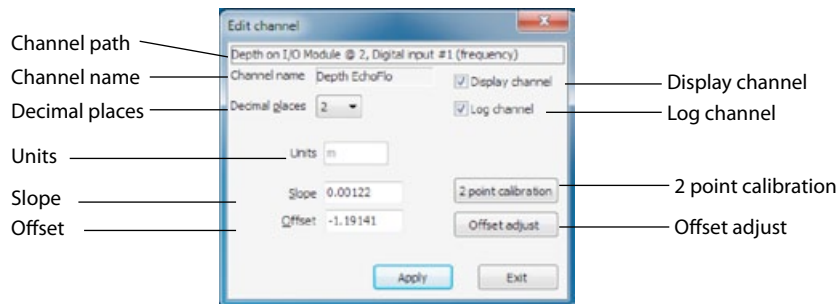 Edit channel
Channel path
Depth on I/O Module @ 2, Digital input #1 (frequency)
Channel name
Channel name
Depth EchoFlo
Display channel
Display channel
Decimal places
Decimal places
2
Log channel
Log channel
Units
Units
m
Slope
Slope
0.00122
2 point calibration
2 point calibration
Offset
Offset
-1.19141
Offset adjust
Offset adjust
Apply
Exit